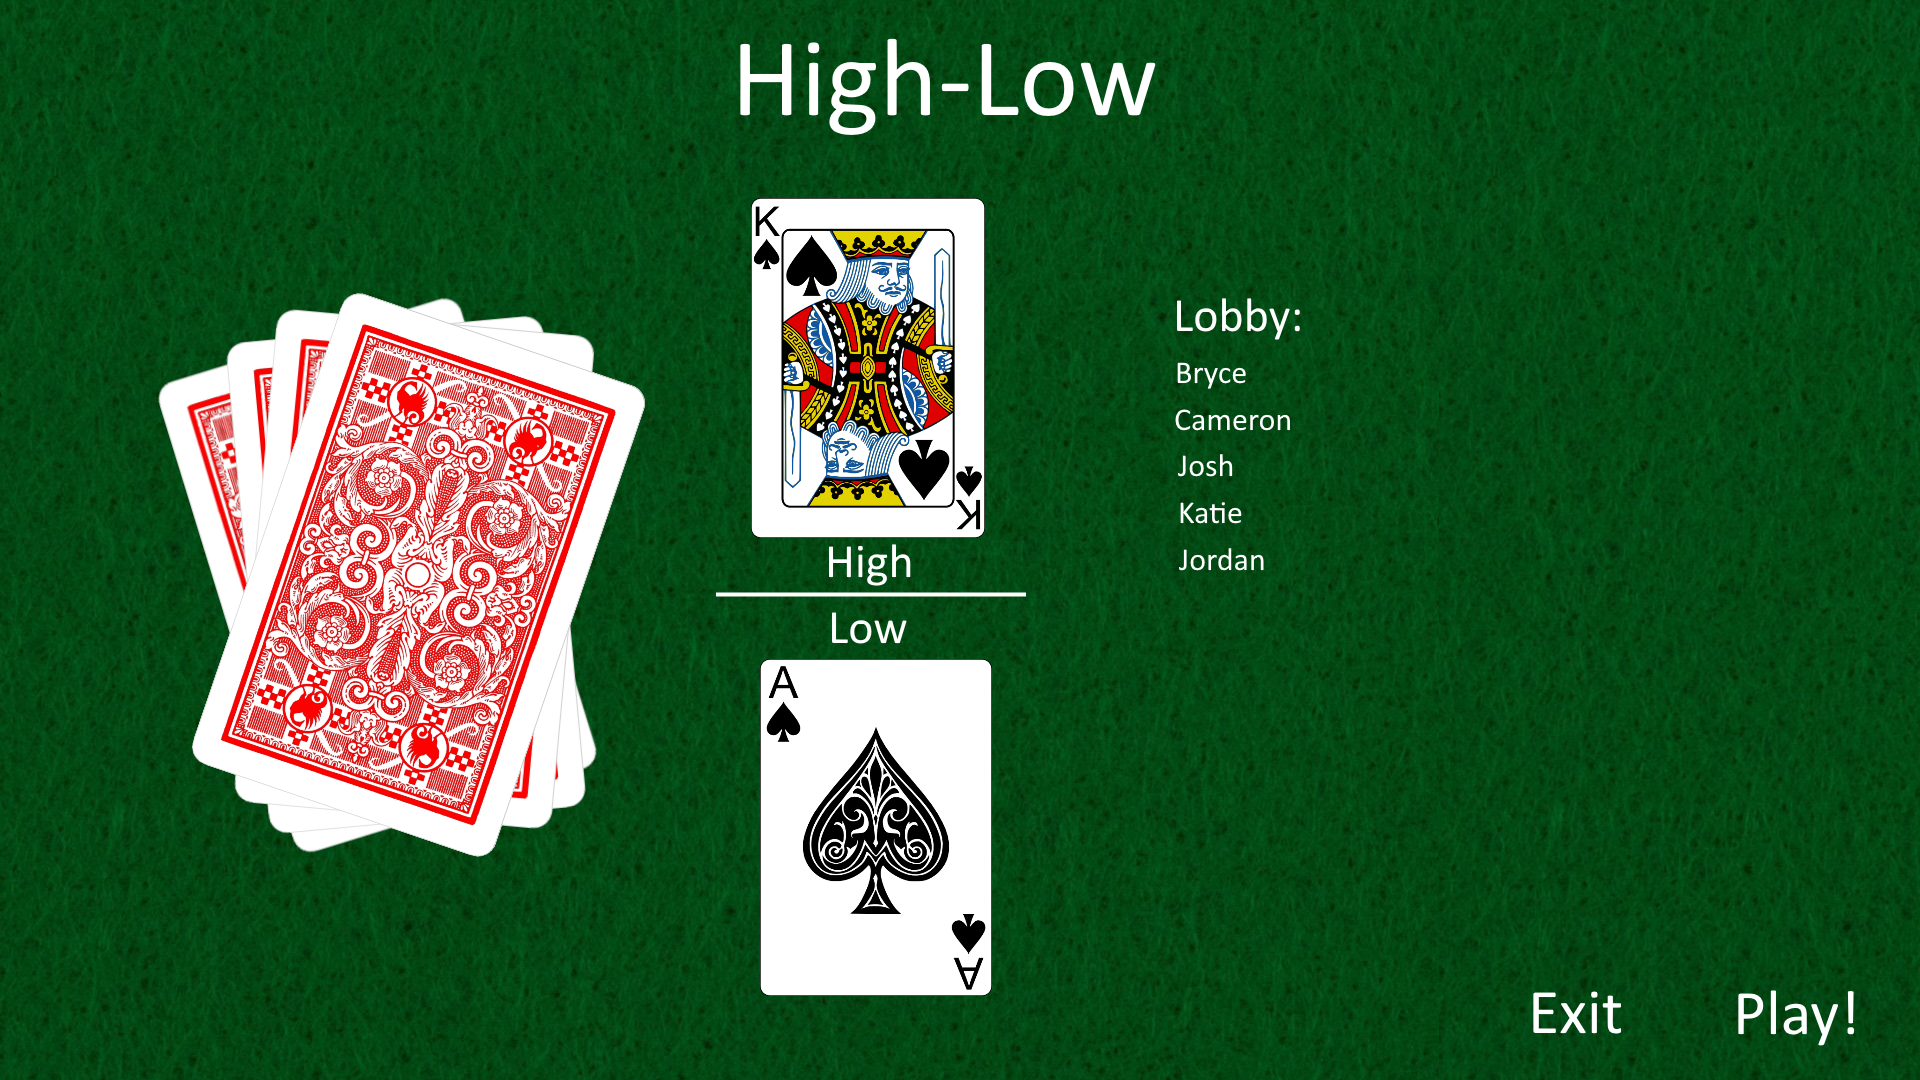 High-Low
K
K
High
Low
A
A
Lobby:
Bryce
Cameron
Josh
Katie
Jordan
Exit
Play!